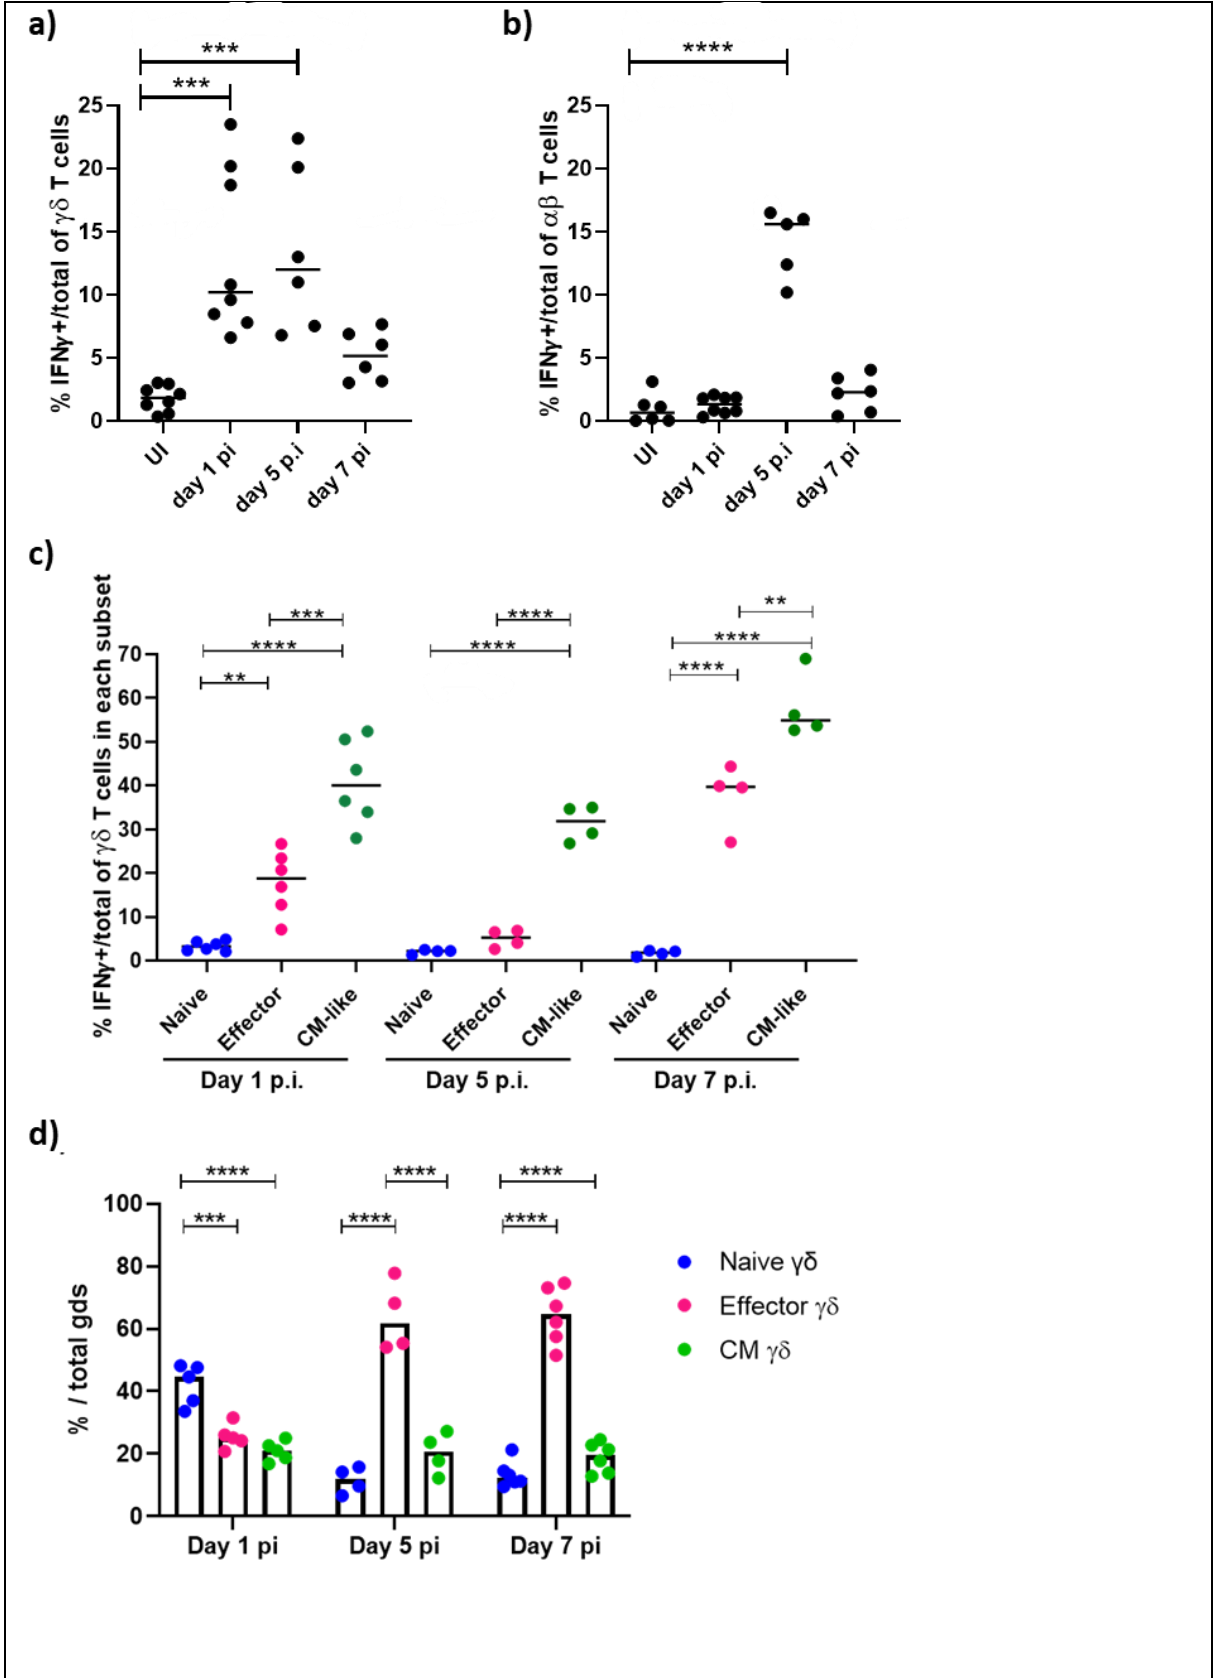 a)
***
***
% IFNγ+/total of γδ T cells
25
20
15
10
5
0
UI
day 1 pi
day 5 p.i
day 7 pi
b)
****
% IFNγ+/total of αβ T cells
25
20
15
10
5
0
UI
day 1 pi
day 5 p.i
day 7 pi
c)
***
****
**
****
****
**
****
****
% IFNγ+/total of γδ T cells in each subset
70
60
50
40
30
20
10
0
Naive
Effector
CM-like
Naive
Effector
CM-like
Naive
Effector
CM-like
Day 1 p.i.
Day 5 p.i.
Day 7 p.i.
d)
****
***
****
****
****
****
% / total gds
100
80
60
40
20
0
Day 1 pi
Day 5 pi
Day 7 pi
Naive γδ
Effector γδ
CM γδ